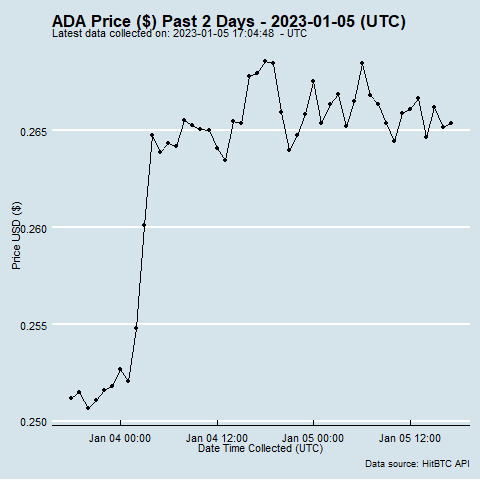 ADA Price ($) Past 2 Days - 2023-01-05 (UTC)
Latest data collected on: 2023-01-05 17:04:48 - UTC
0.265
0.260
0.255
0.250
Price USD ($)
Jan 04 00:00 Jan 04 12:00 Jan 05 00:00 Jan 05 12:00
Date Time Collected (UTC)
Data source: HitBTC API